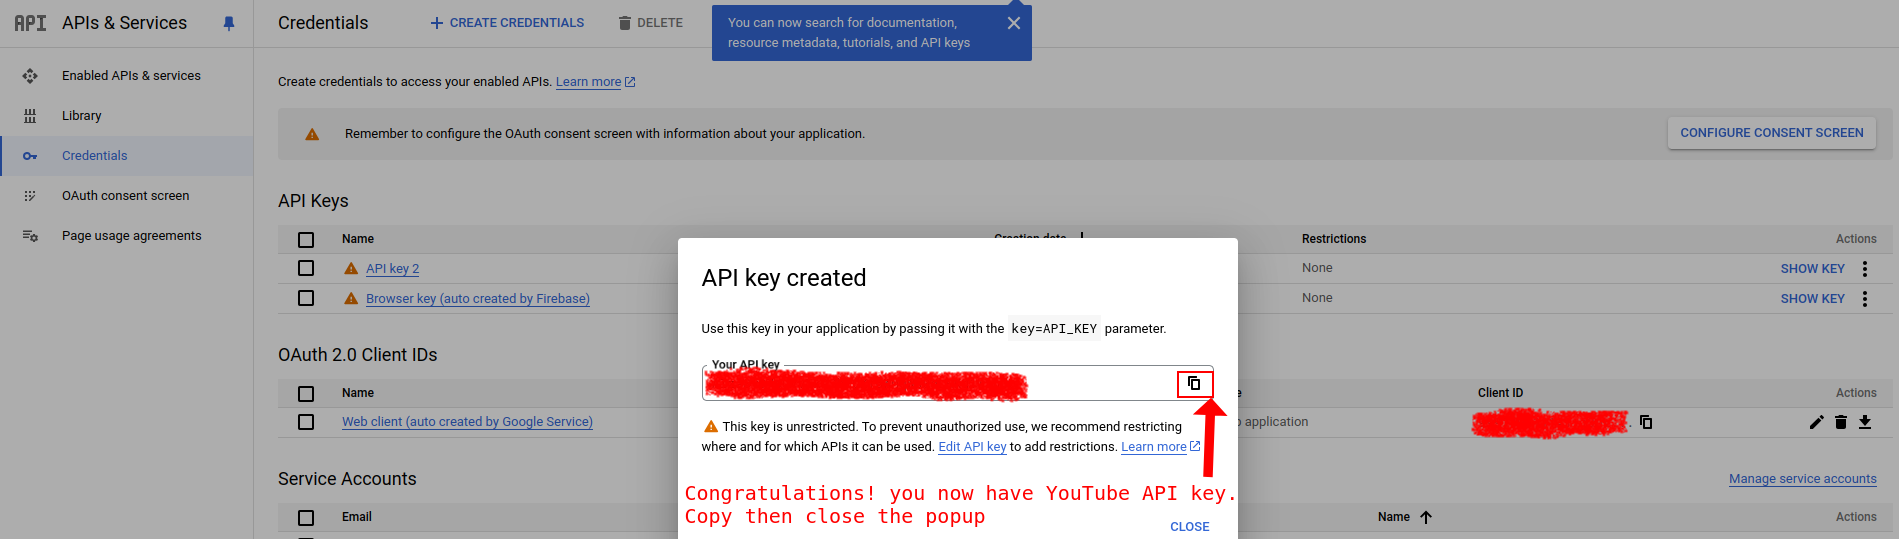 API APIs & Services
Credentials
CREATE CREDENTIALS
DELETE
You can now search for documentation,
resource metadata, tutorials, and API keys
Enabled APIs & services
Library
Credentials
OAuth consent screen
Page usage agreements
Create credentials to access your enabled APIs. Learn more
Remember to configure the OAuth consent screen with information about your application.
CONFIGURE CONSENT SCREEN
API Keys
Name Creation date Restrictions Actions
API key 2 None SHOW KEY
Browser key (auto created by Firebase) None SHOW KEY
OAuth 2.0 Client IDs
Name Client ID Actions
Web client (auto created by Google Service) application
Service Accounts
Manage service accounts
Email Name Actions
API key created
Use this key in your application by passing it with the key=API_KEY parameter.
Your API key
This key is unrestricted. To prevent unauthorized use, we recommend restricting
where and for which APIs it can be used. Edit API key to add restrictions. Learn more
Congratulations! you now have YouTube API key.
Copy then close the popup
CLOSE